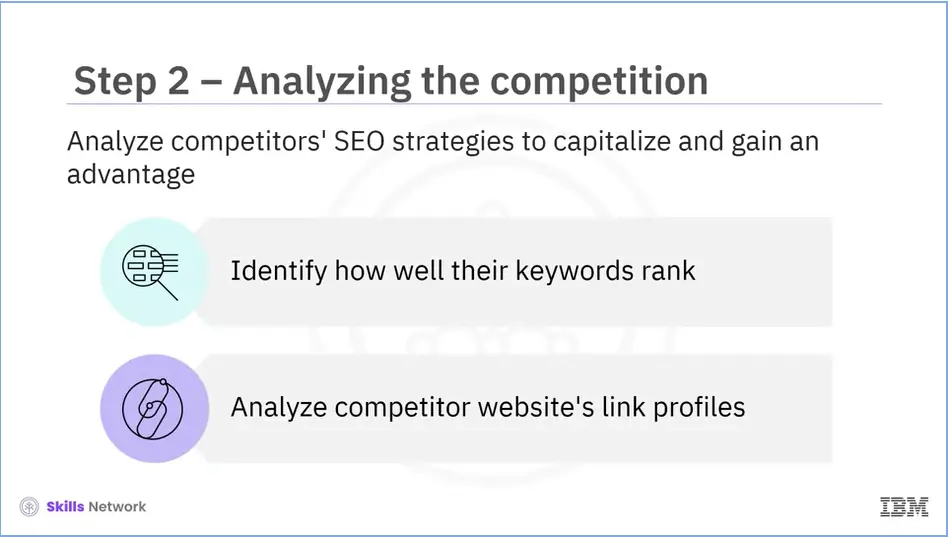 Step 2 – Analyzing the competition
Analyze competitors' SEO strategies to capitalize and gain an
advantage
Identify how well their keywords rank
Analyze competitor website's link profiles
Skills Network
IBM